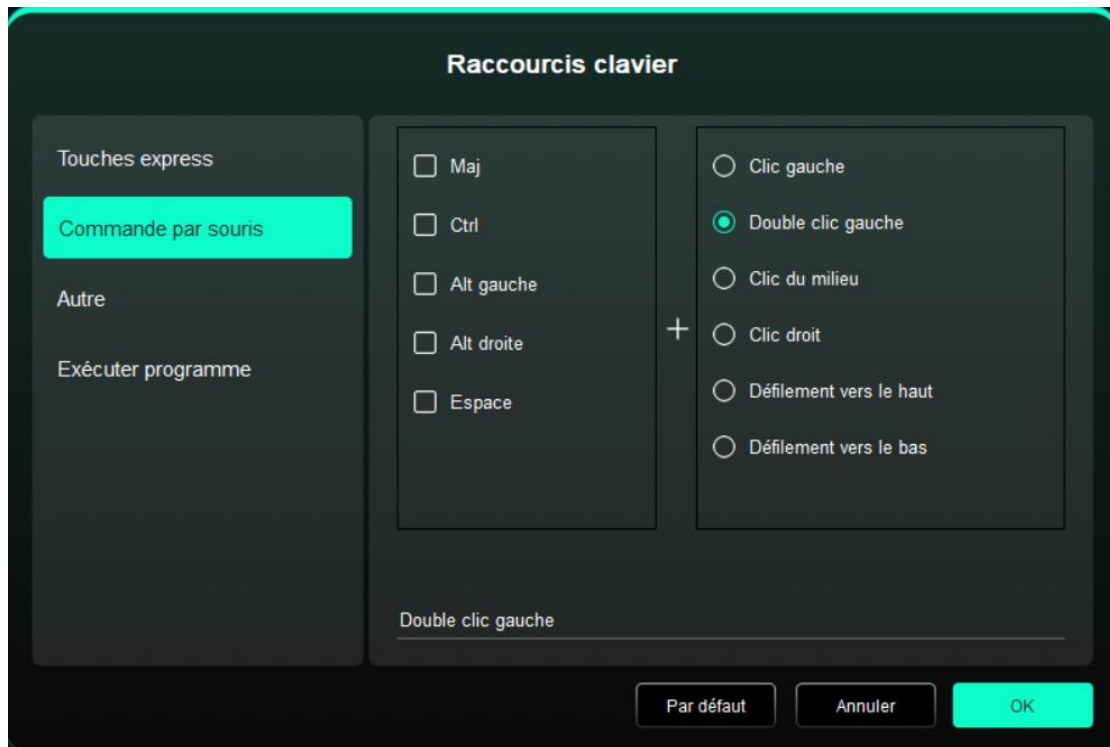 Raccourcis clavier
Touches express
Commande par souris
Autre
Exécuter programme
Maj
Ctrl
Alt gauche
Alt droite
Espace
+
Clic gauche
Double clic gauche
Clic du milieu
Clic droit
Défilement vers le haut
Défilement vers le bas
Double clic gauche
Par défaut
Annuler
OK